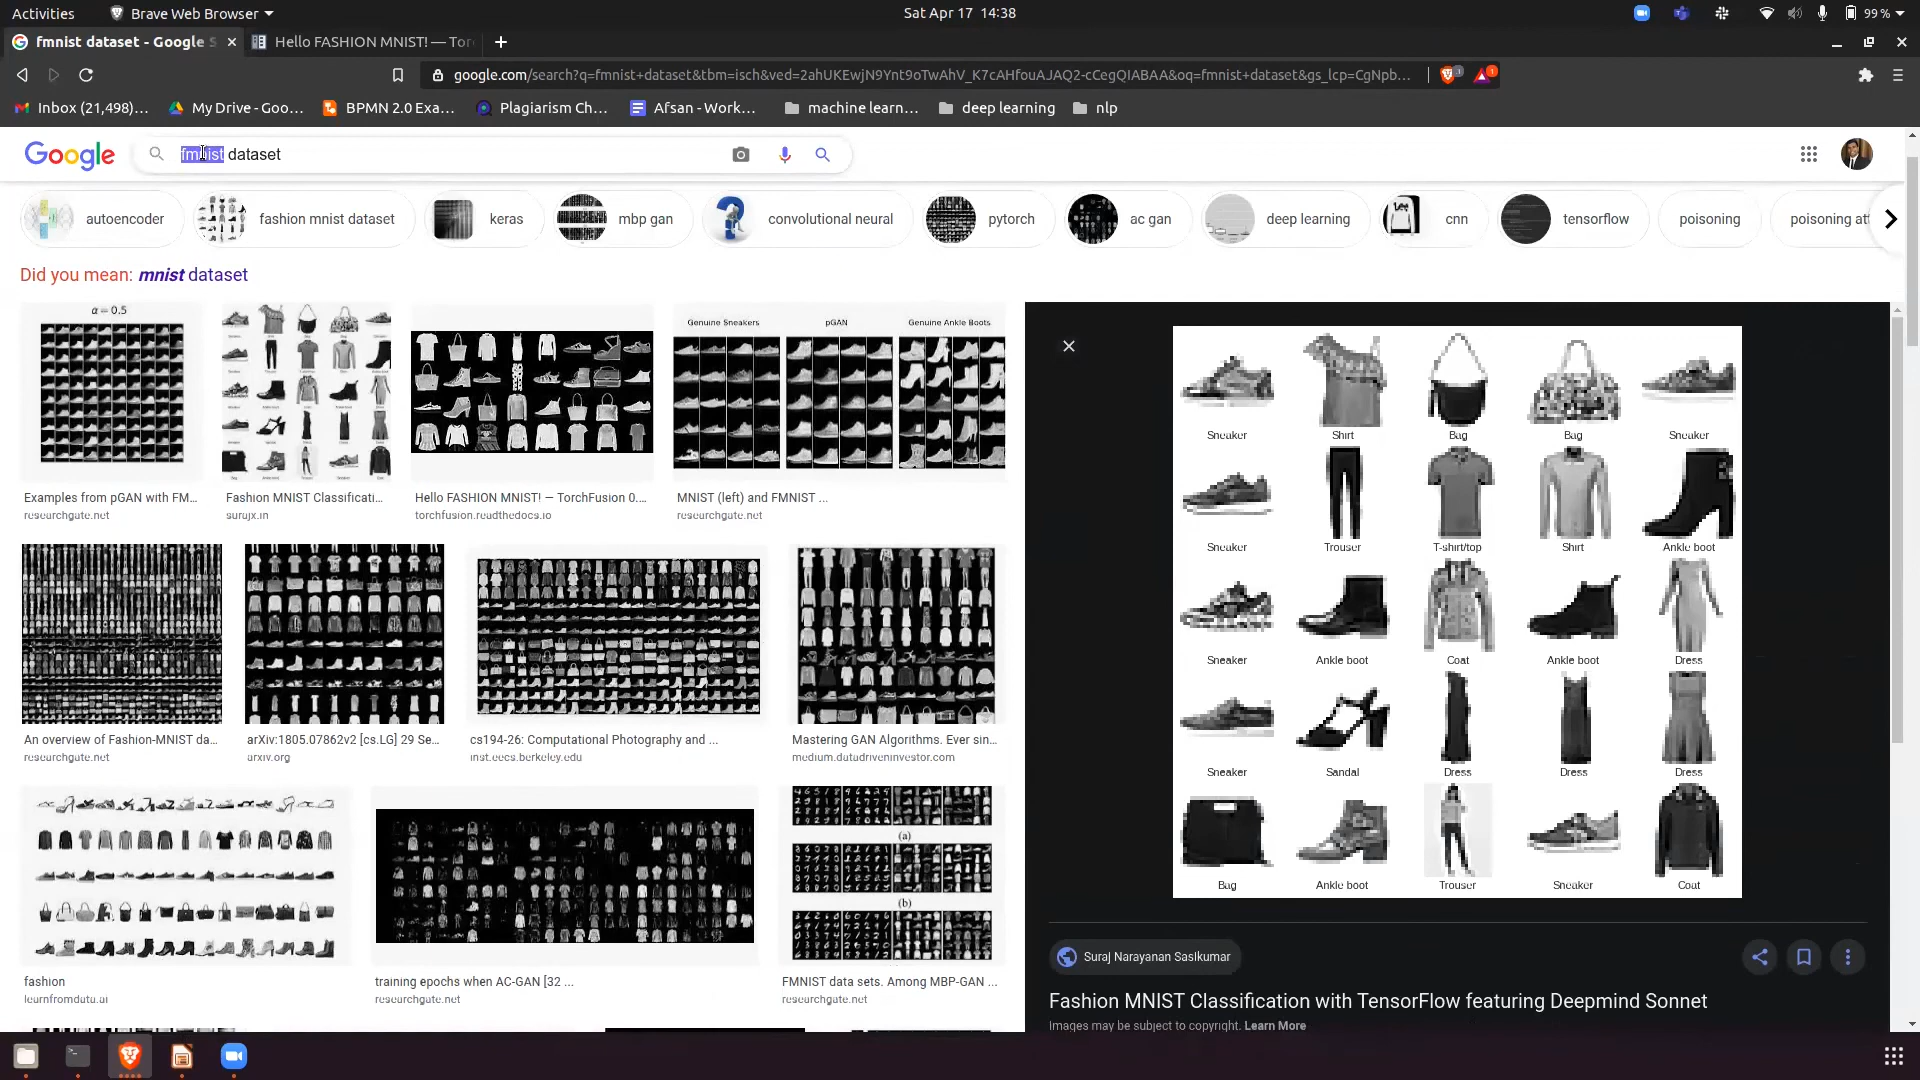 Activities
Brave Web Browser
Sat Apr 17 14:38
99 %
fmnist dataset - Google S
Hello FASHION MNIST! — Tor
google.com/search?q=fmnist+dataset&tbm=isch&ved=2ahUKEwjN9Ynt9oTwAhV_K7cAHfouAJAQ2-cCegQIABAA&oq=fmnist+dataset&gs_lcp=CgNpb...
1
Inbox (21,498)...
My Drive - Goo...
BPMN 2.0 Exa...
Plagiarism Ch...
Afsan - Work...
machine learn...
deep learning
nlp
Google
fmnist dataset
autoencoder
fashion mnist dataset
keras
mbp gan
convolutional neural
pytorch
ac gan
deep learning
cnn
tensorflow
poisoning
poisoning att
Did you mean: mnist dataset
α = 0.5
Genuine Sneakers
pGAN
Genuine Ankle Boots
Examples from pGAN with FM...
researchgate.net
Fashion MNIST Classificati...
surajx.in
Hello FASHION MNIST! — TorchFusion 0....
torchfusion.readthedocs.io
MNIST (left) and FMNIST ...
researchgate.net
An overview of Fashion-MNIST da...
researchgate.net
arXiv:1805.07862v2 [cs.LG] 29 Se...
arxiv.org
cs194-26: Computational Photography and ...
inst.eecs.berkeley.edu
Mastering GAN Algorithms. Ever sin...
medium.datadriveninvestor.com
(a)
(b)
fashion
learnfromdata.ai
training epochs when AC-GAN [32 ...
researchgate.net
FMNIST data sets. Among MBP-GAN ...
researchgate.net
Sneaker
Shirt
Bag
Bag
Sneaker
Sneaker
Trouser
T-shirt/top
Shirt
Ankle boot
Sneaker
Ankle boot
Coat
Ankle boot
Dress
Sneaker
Sandal
Dress
Dress
Dress
Bag
Ankle boot
Trouser
Sneaker
Coat
Suraj Narayanan Sasikumar
Fashion MNIST Classification with TensorFlow featuring Deepmind Sonnet
Images may be subject to copyright. Learn More